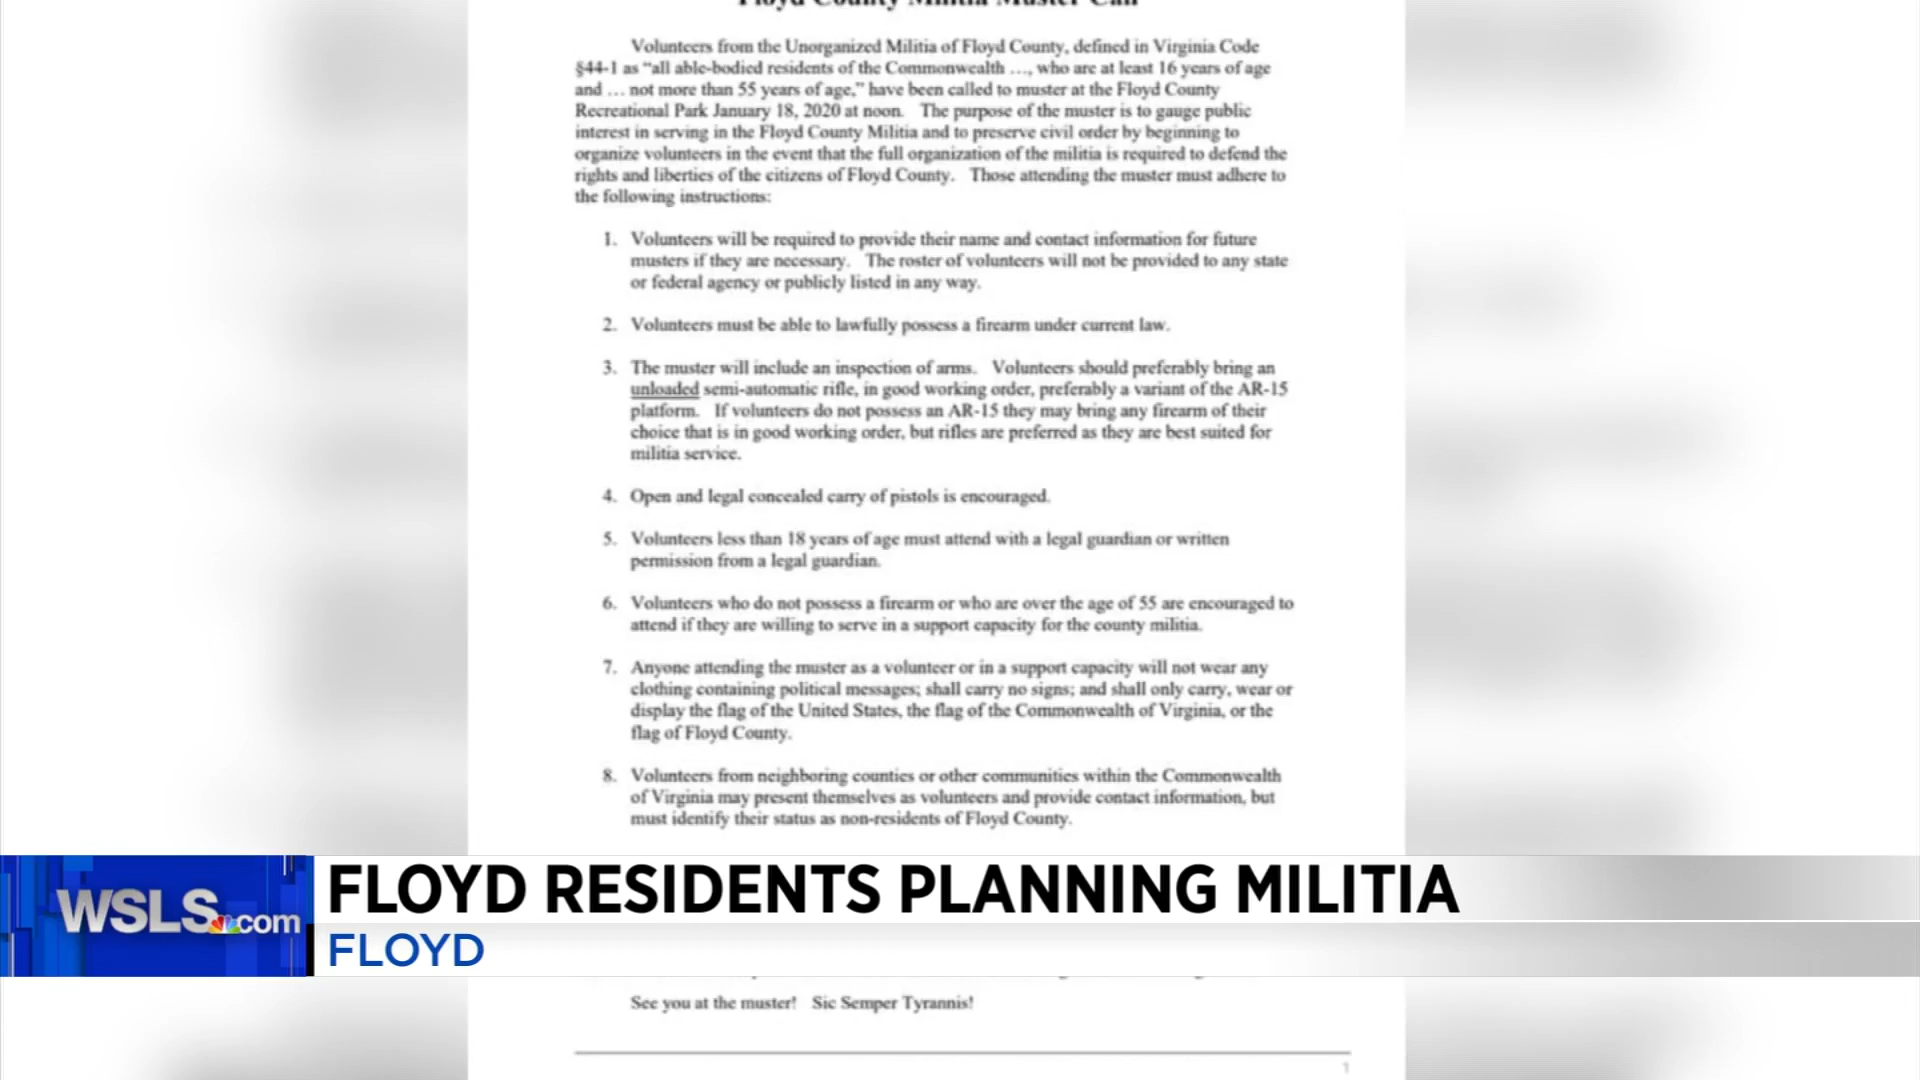 Floyd County Militia Muster Call
Volunteers from the Unorganized Militia of Floyd County, defined in Virginia Code
§44-1 as “all able-bodied residents of the Commonwealth …, who are at least 16 years of age
and … not more than 55 years of age,” have been called to muster at the Floyd County
Recreational Park January 18, 2020 at noon. The purpose of the muster is to gauge public
interest in serving in the Floyd County Militia and to preserve civil order by beginning to
organize volunteers in the event that the full organization of the militia is required to defend the
rights and liberties of the citizens of Floyd County. Those attending the muster must adhere to
the following instructions:
1. Volunteers will be required to provide their name and contact information for future
musters if they are necessary. The roster of volunteers will not be provided to any state
or federal agency or publicly listed in any way.
2. Volunteers must be able to lawfully possess a firearm under current law.
3. The muster will include an inspection of arms. Volunteers should preferably bring an
unloaded semi-automatic rifle, in good working order, preferably a variant of the AR-15
platform. If volunteers do not possess an AR-15 they may bring any firearm of their
choice that is in good working order, but rifles are preferred as they are best suited for
militia service.
4. Open and legal concealed carry of pistols is encouraged.
5. Volunteers less than 18 years of age must attend with a legal guardian or written
permission from a legal guardian.
6. Volunteers who do not possess a firearm or who are over the age of 55 are encouraged to
attend if they are willing to serve in a support capacity for the county militia.
7. Anyone attending the muster as a volunteer or in a support capacity will not wear any
clothing containing political messages; shall carry no signs; and shall only carry, wear or
display the flag of the United States, the flag of the Commonwealth of Virginia, or the
flag of Floyd County.
8. Volunteers from neighboring counties or other communities within the Commonwealth
of Virginia may present themselves as volunteers and provide contact information, but
must identify their status as non-residents of Floyd County.
WSLS.com
FLOYD RESIDENTS PLANNING MILITIA
FLOYD
See you at the muster! Sic Semper Tyrannis!
1